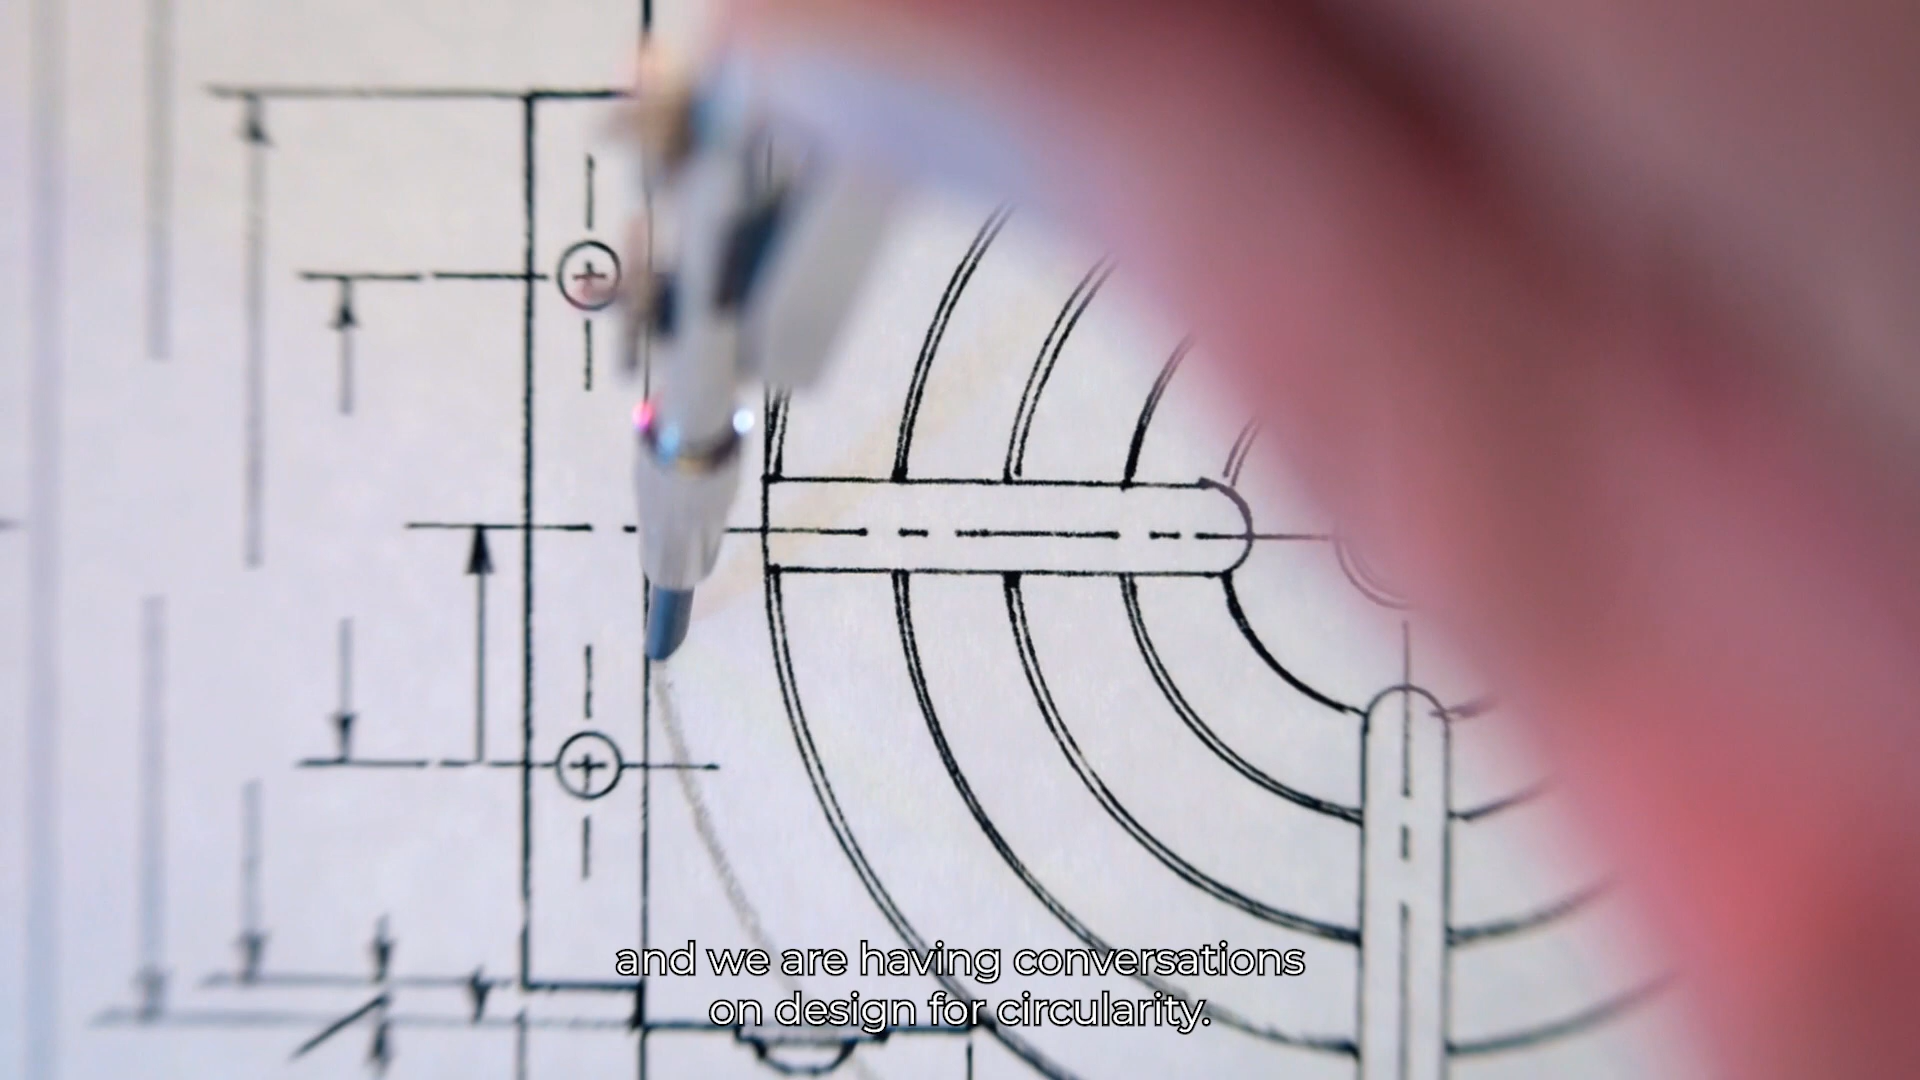 and we are having conversations
on design for circularity.